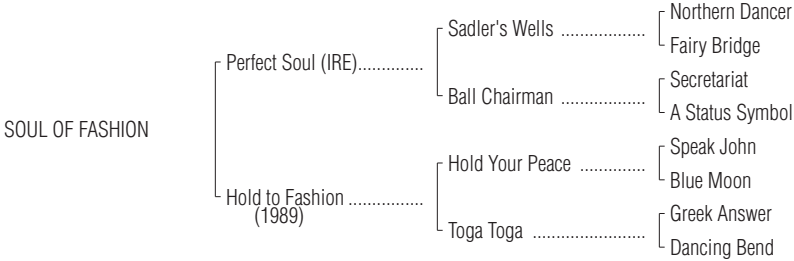 Northern Dancer
Sadler's Wells ...................
Fairy Bridge
Perfect Soul (IRE)..............
Secretariat
Ball Chairman ...................
A Status Symbol
SOUL OF FASHION
Speak John
Hold Your Peace ...............
Blue Moon
Hold to Fashion ................
(1989)
Greek Answer
Toga Toga .........................
Dancing Bend